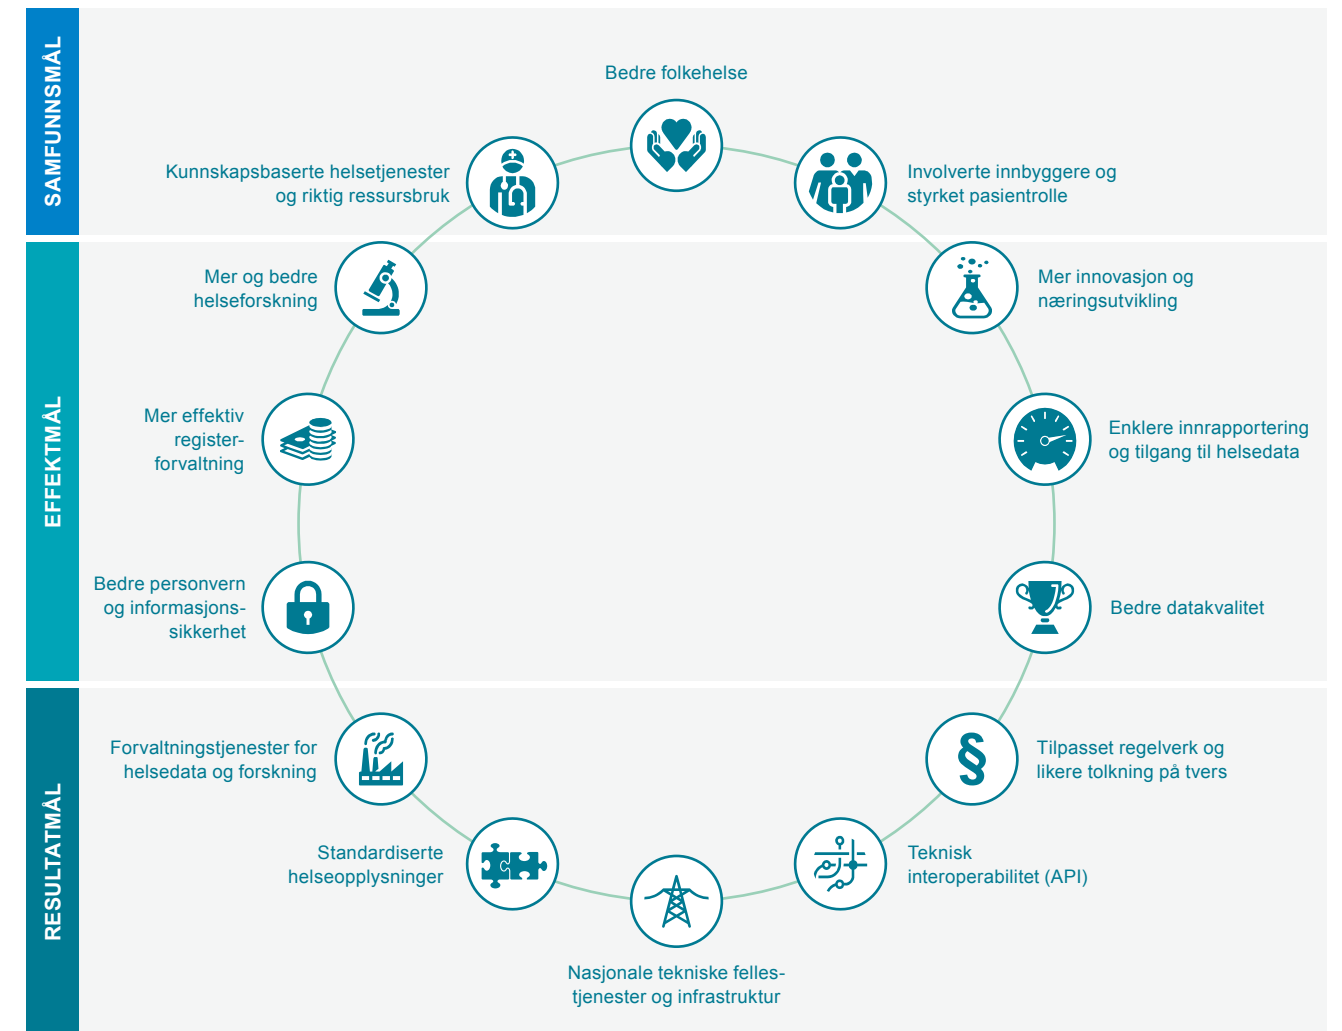 SAMFUNNSMÅL
Bedre folkehelse
Kunnskapsbaserte helsetjenester
og riktig ressursbruk
Involverte innbyggere og
styrket pasientrolle
EFFEKTMÅL
Mer og bedre
helseforskning
Mer innovasjon og
næringsutvikling
Mer effektiv
register-
forvaltning
Enklere innrapportering
og tilgang til helsedata
Bedre personvern
og informasjons-
sikkerhet
Bedre datakvalitet
RESULTATMÅL
Forvaltningstjenester for
helsedata og forskning
§
Tilpasset regelverk og
likere tolkning på tvers
Standardiserte
helseopplysninger
Teknisk
interoperabilitet (API)
Nasjonale tekniske felles-
tjenester og infrastruktur